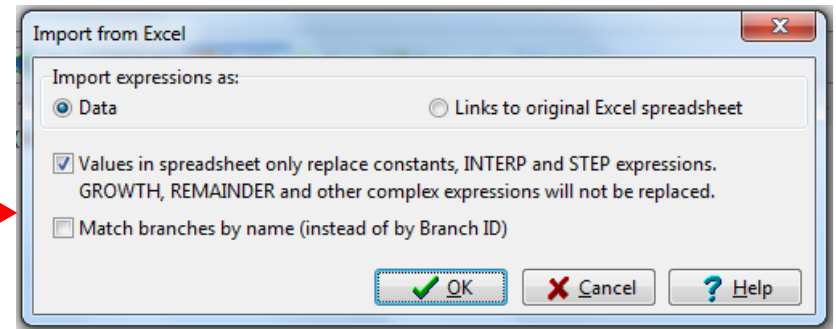 Import from Excel
Import expressions as:
Data
Links to original Excel spreadsheet
Values in spreadsheet only replace constants, INTERP and STEP expressions.
GROWTH, REMAINDER and other complex expressions will not be replaced.
Match branches by name (instead of by Branch ID)
OK
Cancel
Help